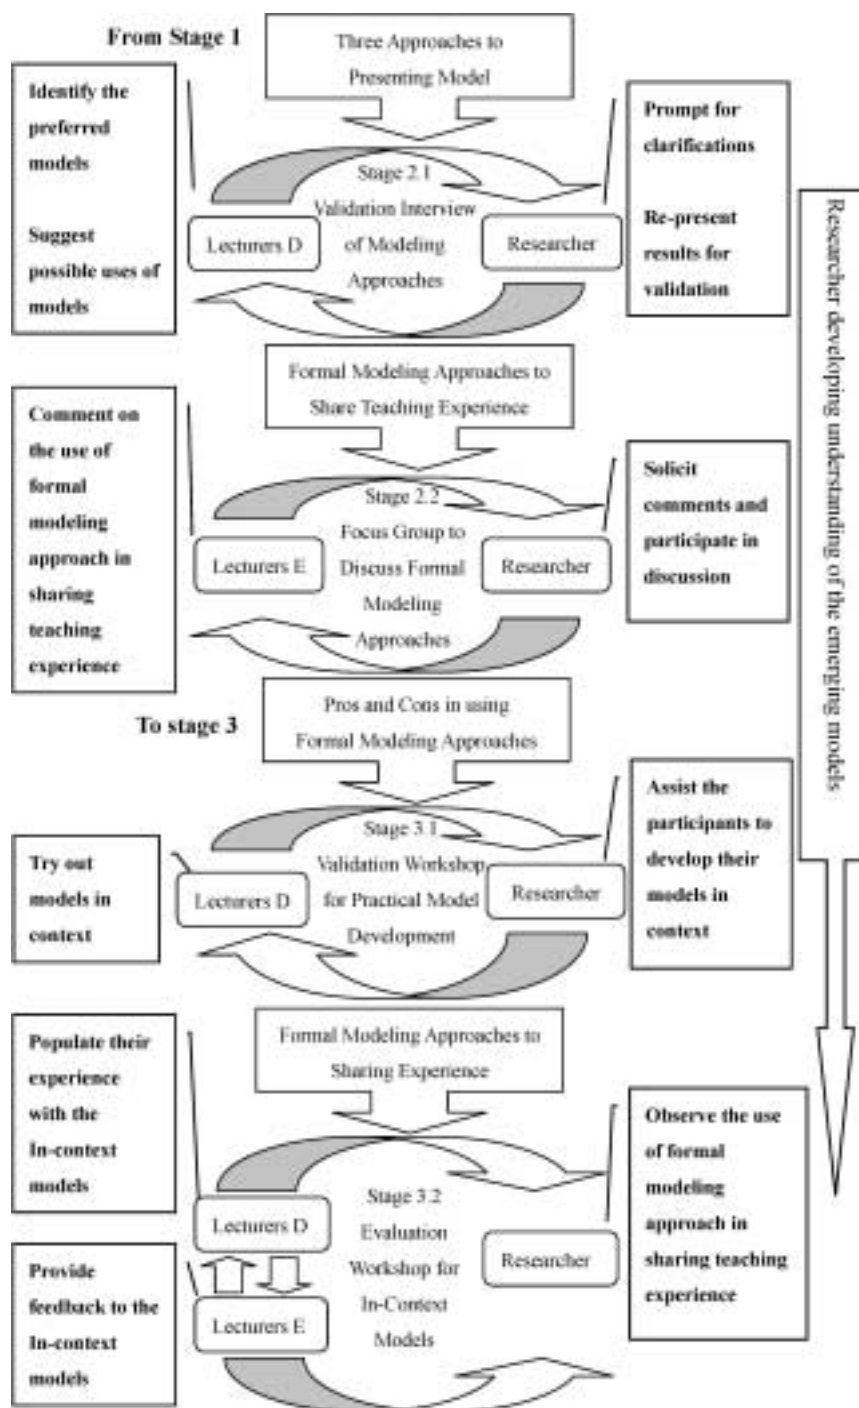 From Stage 1
Three Approaches to
Presenting Model
Identify the
preferred
models
Suggest
possible uses of
models
Stage 2.1
Validation Interview
of Modeling
Approaches
Lecturers D
Researcher
Prompt for
clarifications
Re-present
results for
validation
Researcher developing understanding of the emerging models
Formal Modeling Approaches to
Share Teaching Experience
Comment on
the use of
formal
modeling
approach in
sharing
teaching
experience
Stage 2.2
Focus Group to
Discuss Formal
Modeling
Approaches
Lecturers E
Researcher
Solicit
comments and
participate in
discussion
To stage 3
Pros and Cons in using
Formal Modeling Approaches
Try out
models in
context
Stage 3.1
Validation Workshop
for Practical Model
Development
Lecturers D
Researcher
Assist the
participants to
develop their
models in
context
Formal Modeling Approaches to
Sharing Experience
Populate their
experience
with the
In-context
models
Lecturers D
Stage 3.2
Evaluation
Workshop for
In-Context
Models
Researcher
Observe the use
of formal
modeling
approach in
sharing teaching
experience
Provide
feedback to the
In-context
models
Lecturers E